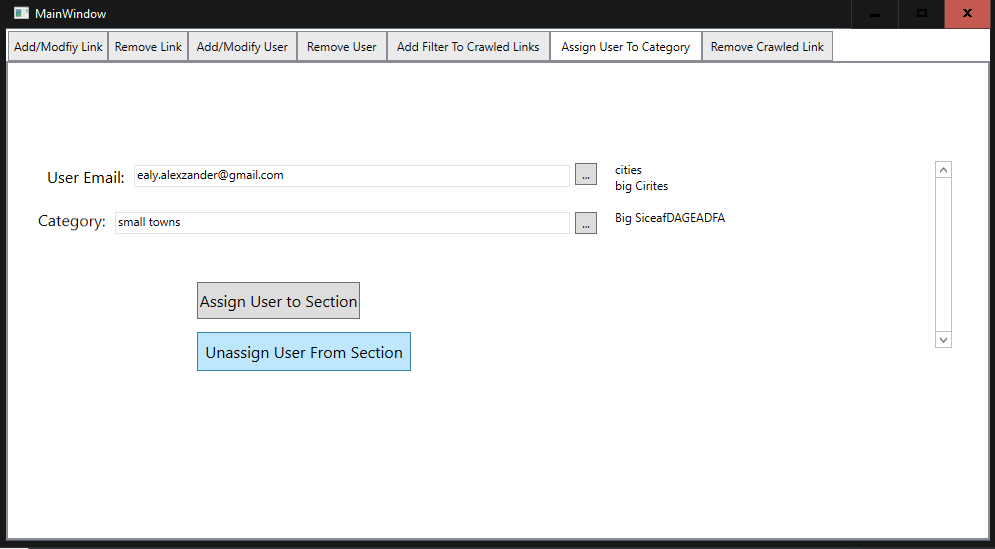 MainWindow
Add/Modfiy Link Remove Link Add/Modify User Remove User Add Filter To Crawled Links Assign User To Category Remove Crawled Link
User Email: ealy.alexzander@gmail.com ... cities
big Cirites
Category: small towns ... Big SiceafDAGEADFA
Assign User to Section
Unassign User From Section